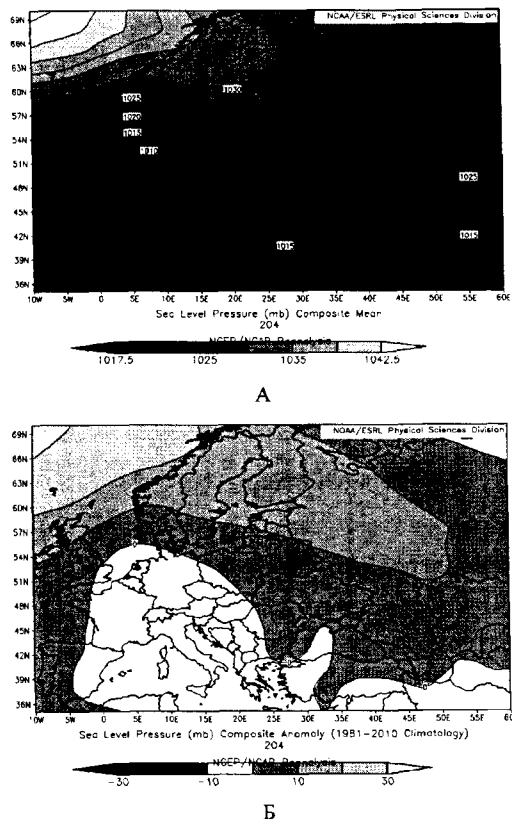 NCAA/ESRL Physical Sciences Division
69N
66N
63N
60N
57N
54N
51N
48N
45N
42N
39N
36N
1030
1025
1020
1015
1010
1025
1015
1015
10W 5W 0 5E 10E 15E 20E 25E 30E 35E 40E 45E 50E 55E 60E
Sea Level Pressure (mb) Composite Mean
204
NCEP/NCAR Reanalysis
1017.5 1025 1035 1042.5
А
NOAA/ESRL Physical Sciences Division
69N
66N
63N
60N
57N
54N
51N
48N
45N
42N
39N
36N
10W 5W 0 5E 10E 15E 20E 25E 30E 35E 40E 45E 50E 55E 60E
Sea Level Pressure (mb) Composite Anomaly (1981-2010 Climatology)
204
NCEP/NCAR Reanalysis
-30 -10 10 30
Б